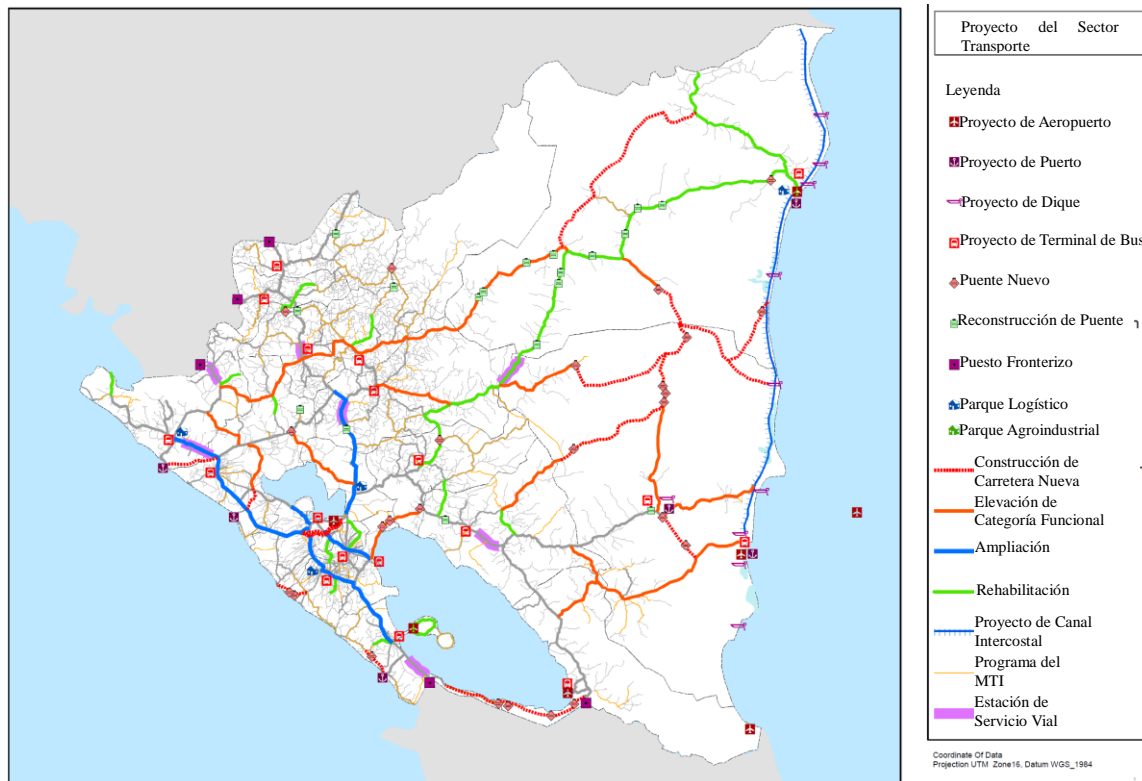 Proyecto del Sector
Transporte
Leyenda
Proyecto de Aeropuerto
Proyecto de Puerto
Proyecto de Dique
Proyecto de Terminal de Bus
Puente Nuevo
Reconstrucción de Puente
Puesto Fronterizo
Parque Logístico
Parque Agroindustrial
Construcción de
Carretera Nueva
Elevación de
Categoría Funcional
Ampliación
Rehabilitación
Proyecto de Canal
Intercostal
Programa del
MTI
Estación de
Servicio Vial
Coordinate Of Data
Projection UTM Zone16, Datum WGS_1984